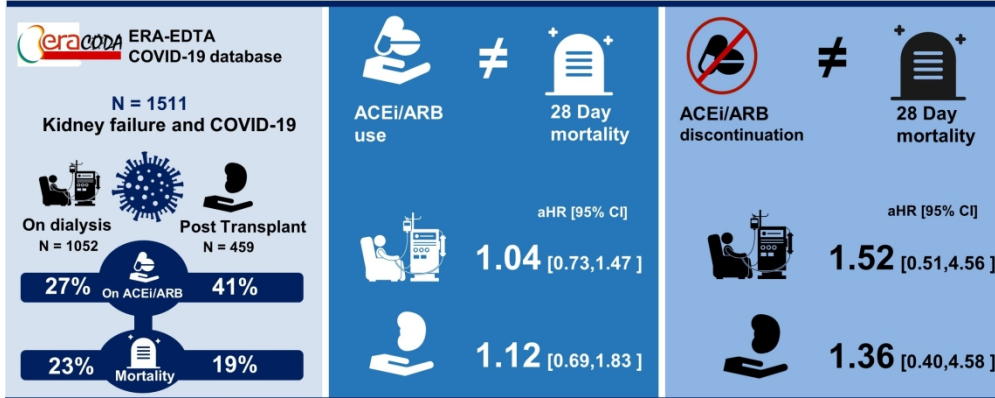 eraCODA
ERA-EDTA
COVID-19 database
N = 1511
Kidney failure and COVID-19
On dialysis
N = 1052
Post Transplant
N = 459
27% On ACEi/ARB 41%
23% Mortality 19%
ACEi/ARB
use
≠
28 Day
mortality
aHR [95% CI]
1.04 [0.73,1.47 ]
1.12 [0.69,1.83 ]
ACEi/ARB
discontinuation
≠
28 Day
mortality
aHR [95% CI]
1.52 [0.51,4.56 ]
1.36 [0.40,4.58 ]